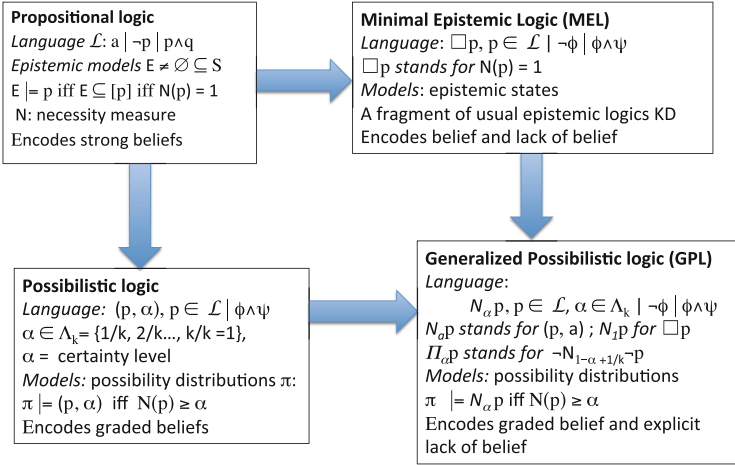 Propositional logic
Language ℒ: a | ¬p | p∧q
Epistemic models E ≠ ∅ ⊆ S
E |= p iff E ⊆ [p] iff N(p) = 1
N: necessity measure
Encodes strong beliefs
Minimal Epistemic Logic (MEL)
Language: □p, p ∈ ℒ | ¬ϕ | ϕ∧ψ
□p stands for N(p) = 1
Models: epistemic states
A fragment of usual epistemic logics KD
Encodes belief and lack of belief
Possibilistic logic
Language: (p, α), p ∈ ℒ | ϕ∧ψ
α ∈ Λk= {1/k, 2/k…, k/k =1},
α = certainty level
Models: possibility distributions π:
π |= (p, α) iff N(p) ≥ α
Encodes graded beliefs
Generalized Possibilistic logic (GPL)
Language:
Nαp, p ∈ ℒ, α ∈ Λk | ¬ϕ | ϕ∧ψ
Nap stands for (p, a) ; N1p for □p
Παp stands for ¬N1−α+1/k¬p
Models: possibility distributions
π |= Nαp iff N(p) ≥ α
Encodes graded belief and explicit
lack of belief